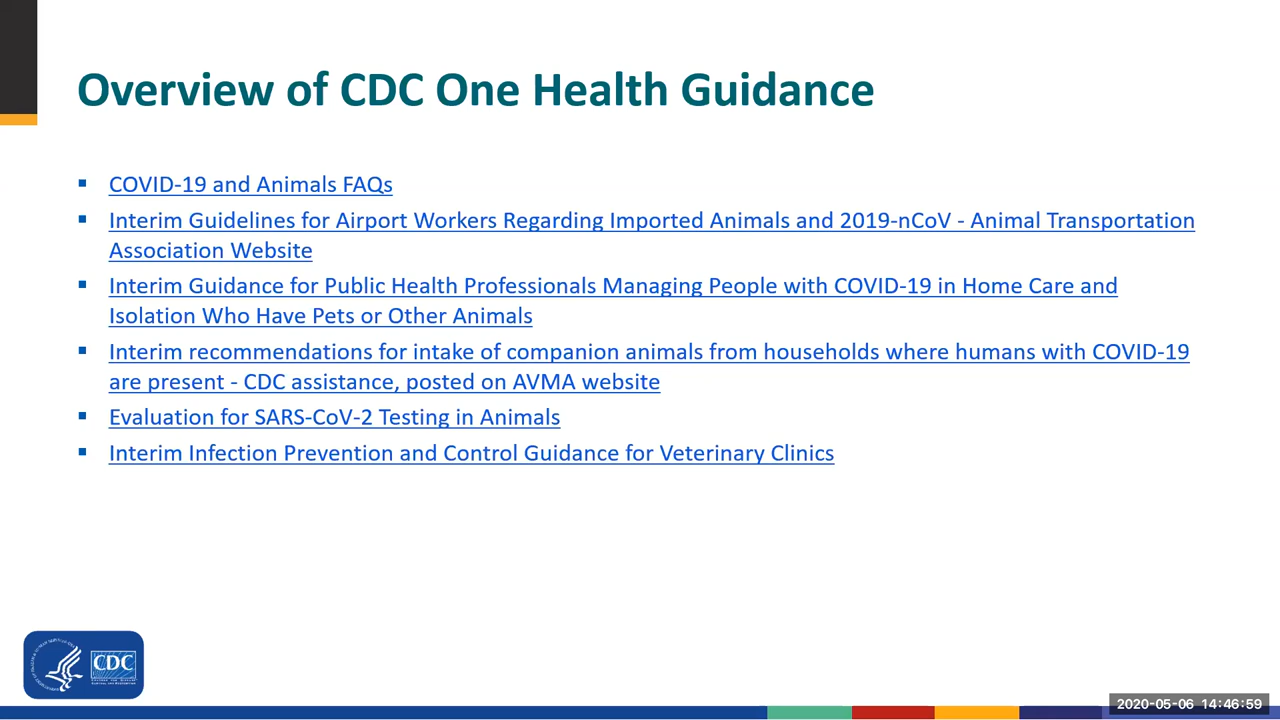 Overview of CDC One Health Guidance
COVID-19 and Animals FAQs
Interim Guidelines for Airport Workers Regarding Imported Animals and 2019-nCoV - Animal Transportation
Association Website
Interim Guidance for Public Health Professionals Managing People with COVID-19 in Home Care and
Isolation Who Have Pets or Other Animals
Interim recommendations for intake of companion animals from households where humans with COVID-19
are present - CDC assistance, posted on AVMA website
Evaluation for SARS-CoV-2 Testing in Animals
Interim Infection Prevention and Control Guidance for Veterinary Clinics
CDC
2020-05-06 14:46:59